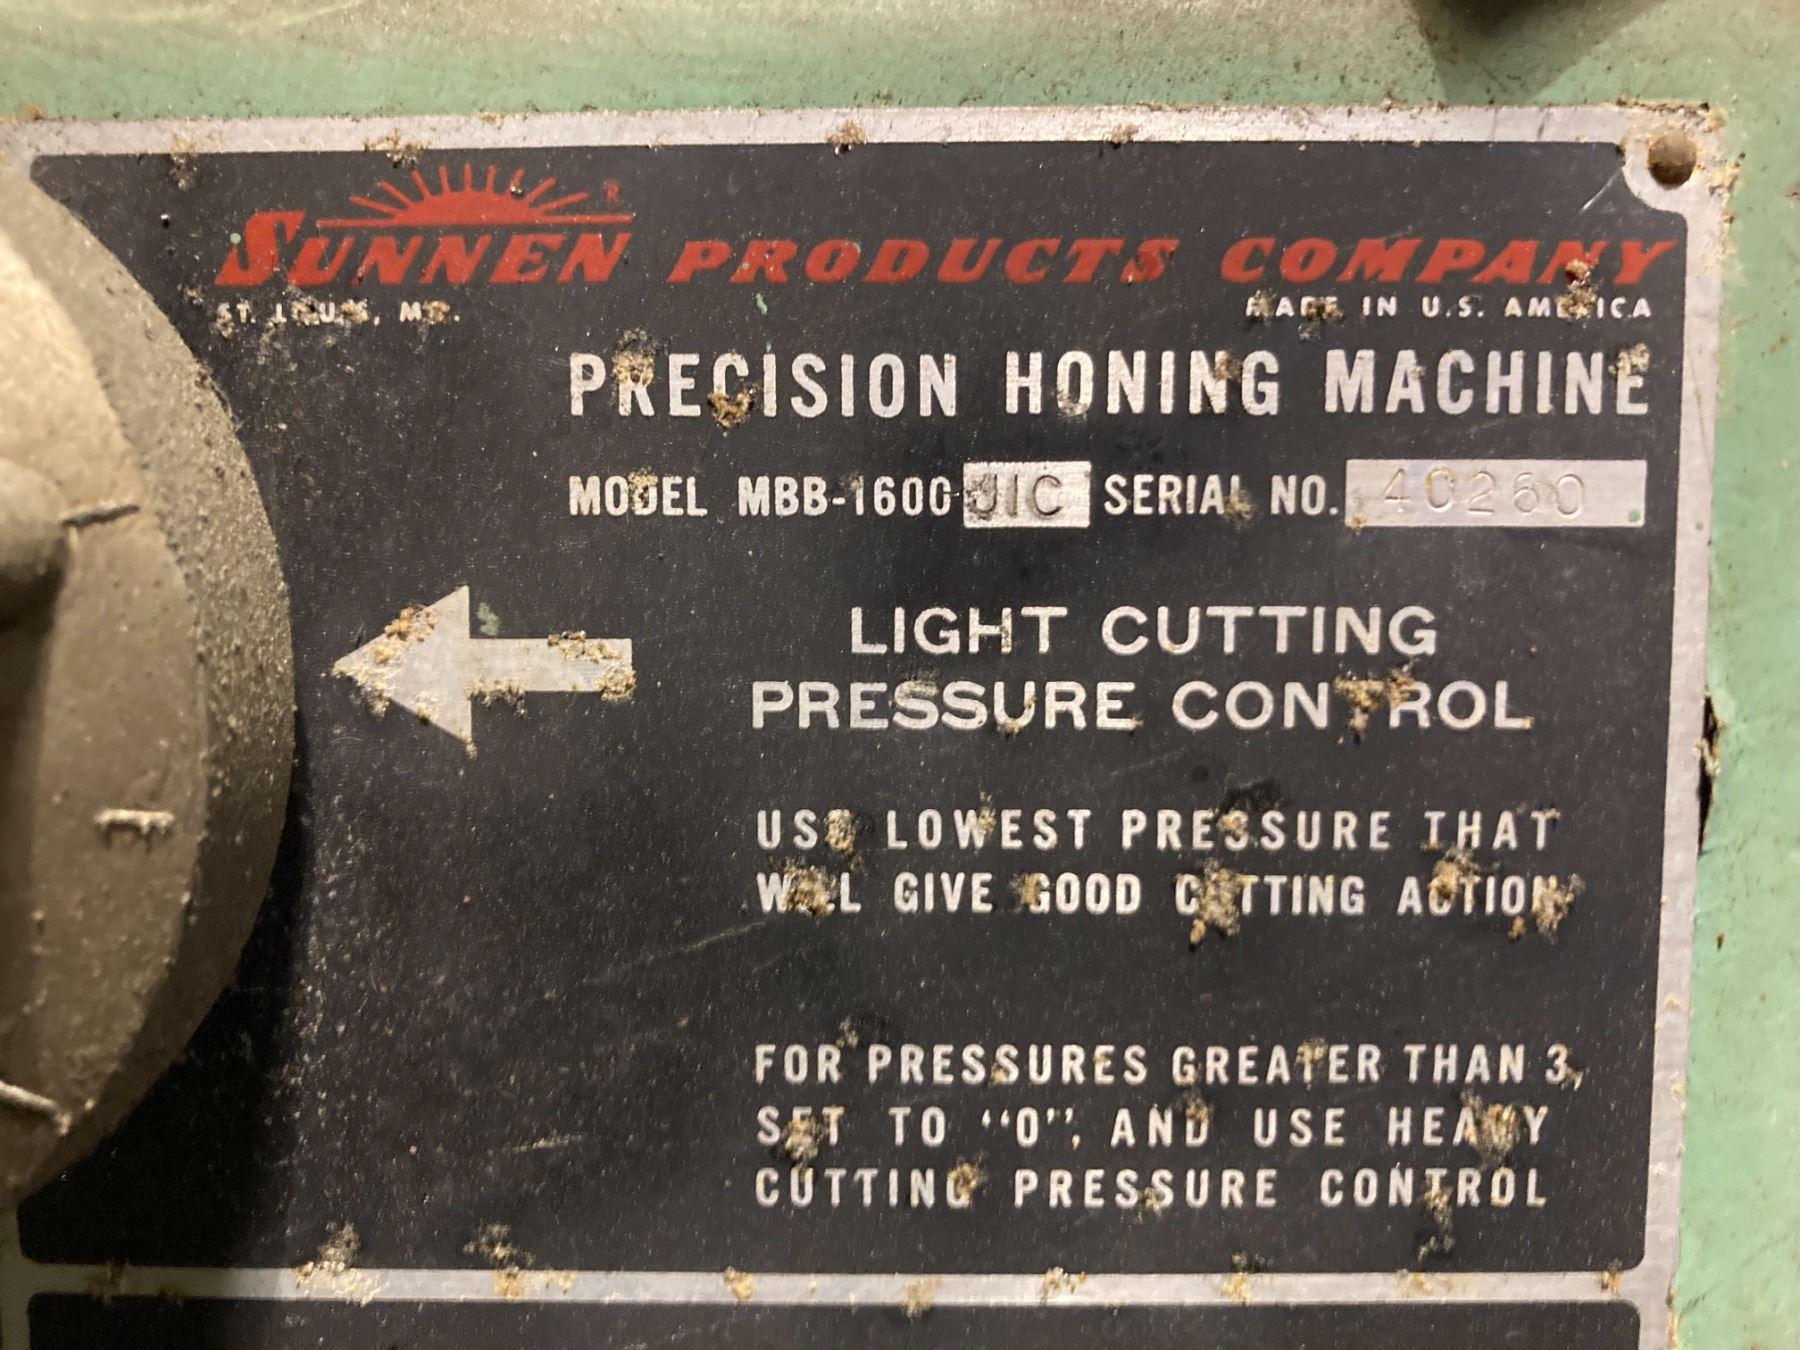 SUNNEN® PRODUCTS COMPANY
ST. LOUIS, MO. MADE IN U.S. AMERICA
PRECISION HONING MACHINE
MODEL MBB-1600 JIC SERIAL NO. 40260
LIGHT CUTTING
PRESSURE CONTROL
USE LOWEST PRESSURE THAT
WILL GIVE GOOD CUTTING ACTION
FOR PRESSURES GREATER THAN 3,
SET TO "0", AND USE HEAVY
CUTTING PRESSURE CONTROL